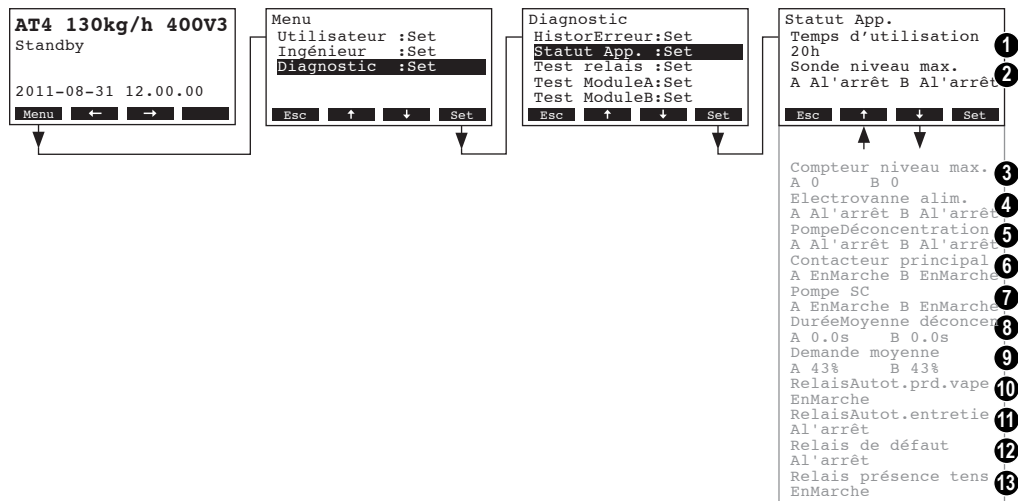 AT4 130kg/h 400V3
Standby
2011-08-31 12.00.00
Menu ← →
Menu
Utilisateur :Set
Ingénieur :Set
Diagnostic :Set
Esc ↑ ↓ Set
Diagnostic
HistorErreur:Set
Statut App. :Set
Test relais :Set
Test ModuleA:Set
Test ModuleB:Set
Esc ↑ ↓ Set
Statut App.
Temps d'utilisation 1
20h
Sonde niveau max. 2
A Al'arrêt B Al'arrêt
Esc ↑ ↓ Set
Compteur niveau max. 3
A 0 B 0
Electrovanne alim. 4
A Al'arrêt B Al'arrêt
PompeDéconcentration 5
A Al'arrêt B Al'arrêt
Contacteur principal 6
A EnMarche B EnMarche
Pompe SC 7
A EnMarche B EnMarche
DuréeMoyenne déconcen 8
A 0.0s B 0.0s
Demande moyenne 9
A 43% B 43%
RelaisAutot.prd.vape 10
EnMarche
RelaisAutot.entretie 11
Al'arrêt
Relais de défaut 12
Al'arrêt
Relais présence tens 13
EnMarche